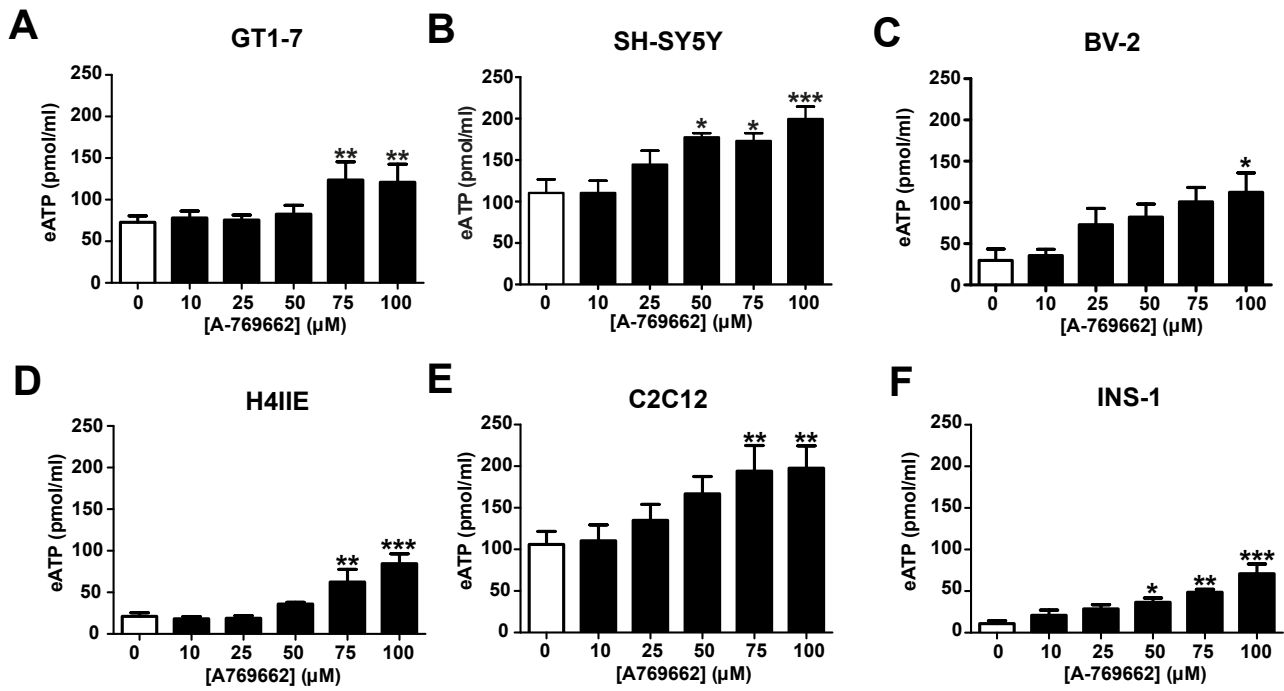 A
GT1-7
eATP (pmol/ml)
250
200
150
100
50
0
** **
0 10 25 50 75 100
[A-769662] (µM)
B
SH-SY5Y
eATP (pmol/ml)
250
200
150
100
50
0
* * ***
0 10 25 50 75 100
[A-769662] (µM)
C
BV-2
eATP (pmol/ml)
250
200
150
100
50
0
*
0 10 25 50 75 100
[A-769662] (µM)
D
H4IIE
eATP (pmol/ml)
250
200
150
100
50
0
** ***
0 10 25 50 75 100
[A769662] (µM)
E
C2C12
eATP (pmol/ml)
250
200
150
100
50
0
** **
0 10 25 50 75 100
[A-769662] (µM)
F
INS-1
eATP (pmol/ml)
250
200
150
100
50
0
* ** ***
0 10 25 50 75 100
[A-769662] (µM)